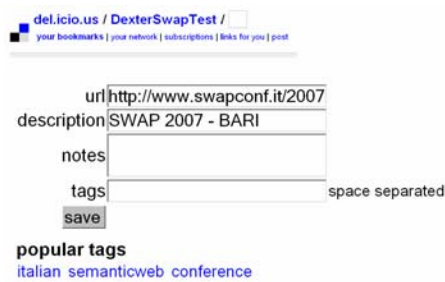 del.icio.us / DexterSwapTest /
your bookmarks | your network | subscriptions | links for you | post
url http://www.swapconf.it/2007
description SWAP 2007 - BARI
notes
tags space separated
save
popular tags
italian semanticweb conference